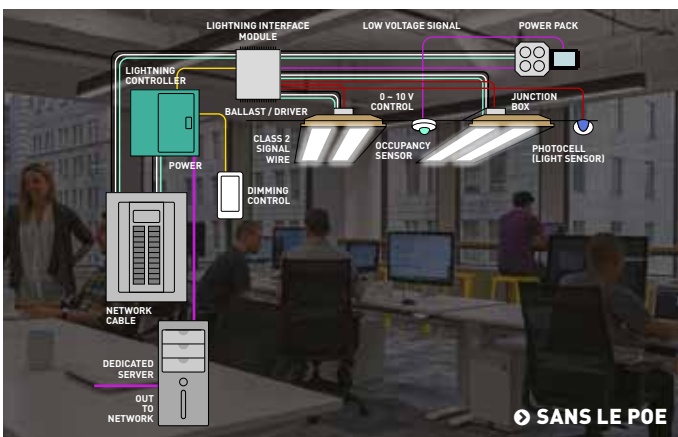 LIGHTNING INTERFACE
MODULE
LOW VOLTAGE SIGNAL
POWER PACK
LIGHTNING
CONTROLLER
BALLAST / DRIVER
0 ~ 10 V
CONTROL
JUNCTION
BOX
CLASS 2
SIGNAL
WIRE
OCCUPANCY
SENSOR
PHOTOCELL
(LIGHT SENSOR)
POWER
DIMMING
CONTROL
NETWORK
CABLE
DEDICATED
SERVER
OUT
TO
NETWORK
SANS LE POE